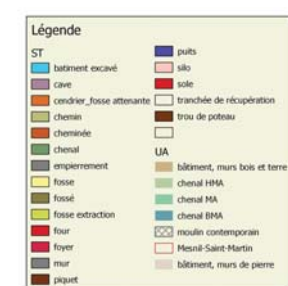 Légende
ST
batiment excavé
cave
cendrier_fosse attenante
chemin
cheminée
chenal
empierrement
fosse
fossé
fosse extraction
four
foyer
mur
piquet
puits
silo
sole
tranchée de récupération
trou de poteau
UA
bâtiment, murs bois et terre
chenal HMA
chenal MA
chenal BMA
moulin contemporain
Mesnil-Saint-Martin
bâtiment, murs de pierre